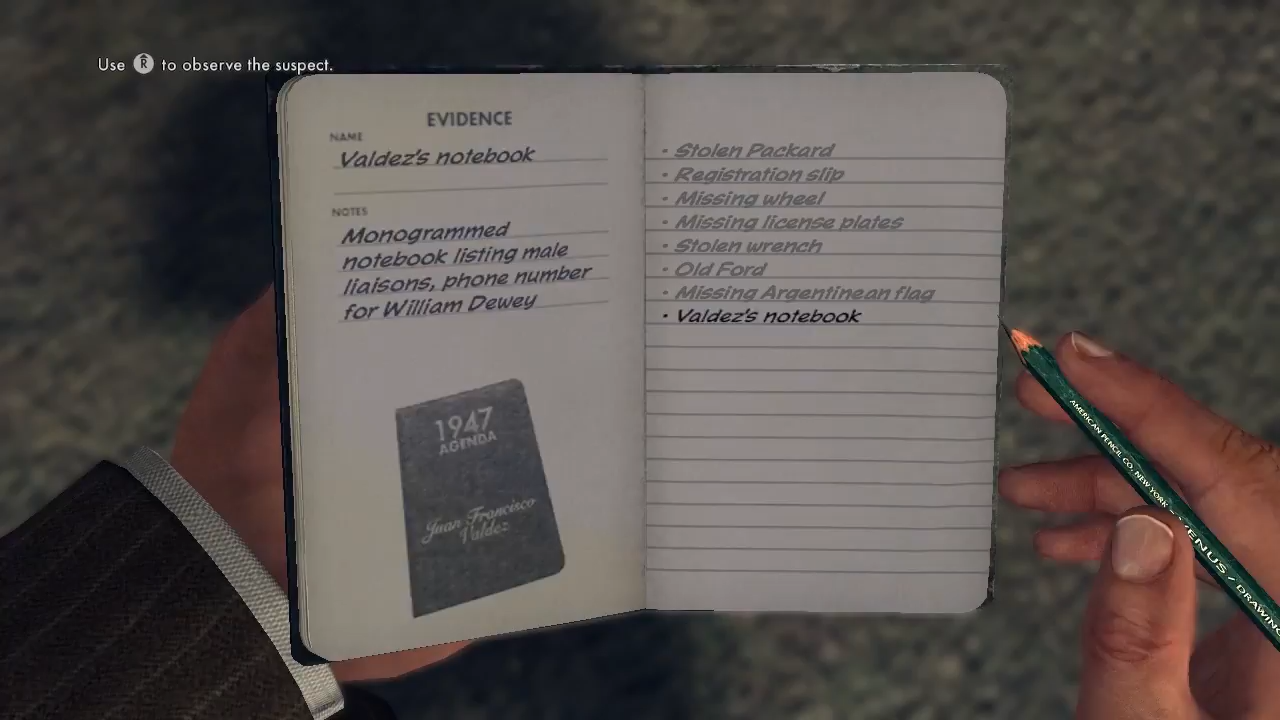 Use R to observe the suspect.
EVIDENCE
NAME
Valdez's notebook
NOTES
Monogrammed
notebook listing male
liaisons, phone number
for William Dewey
1947
AGENDA
Juan Francisco
Valdez
• Stolen Packard
• Registration slip
• Missing wheel
• Missing license plates
• Stolen wrench
• Old Ford
• Missing Argentinean flag
• Valdez's notebook
AMERICAN PENCIL CO. NEW YORK - VENUS / DRAWING